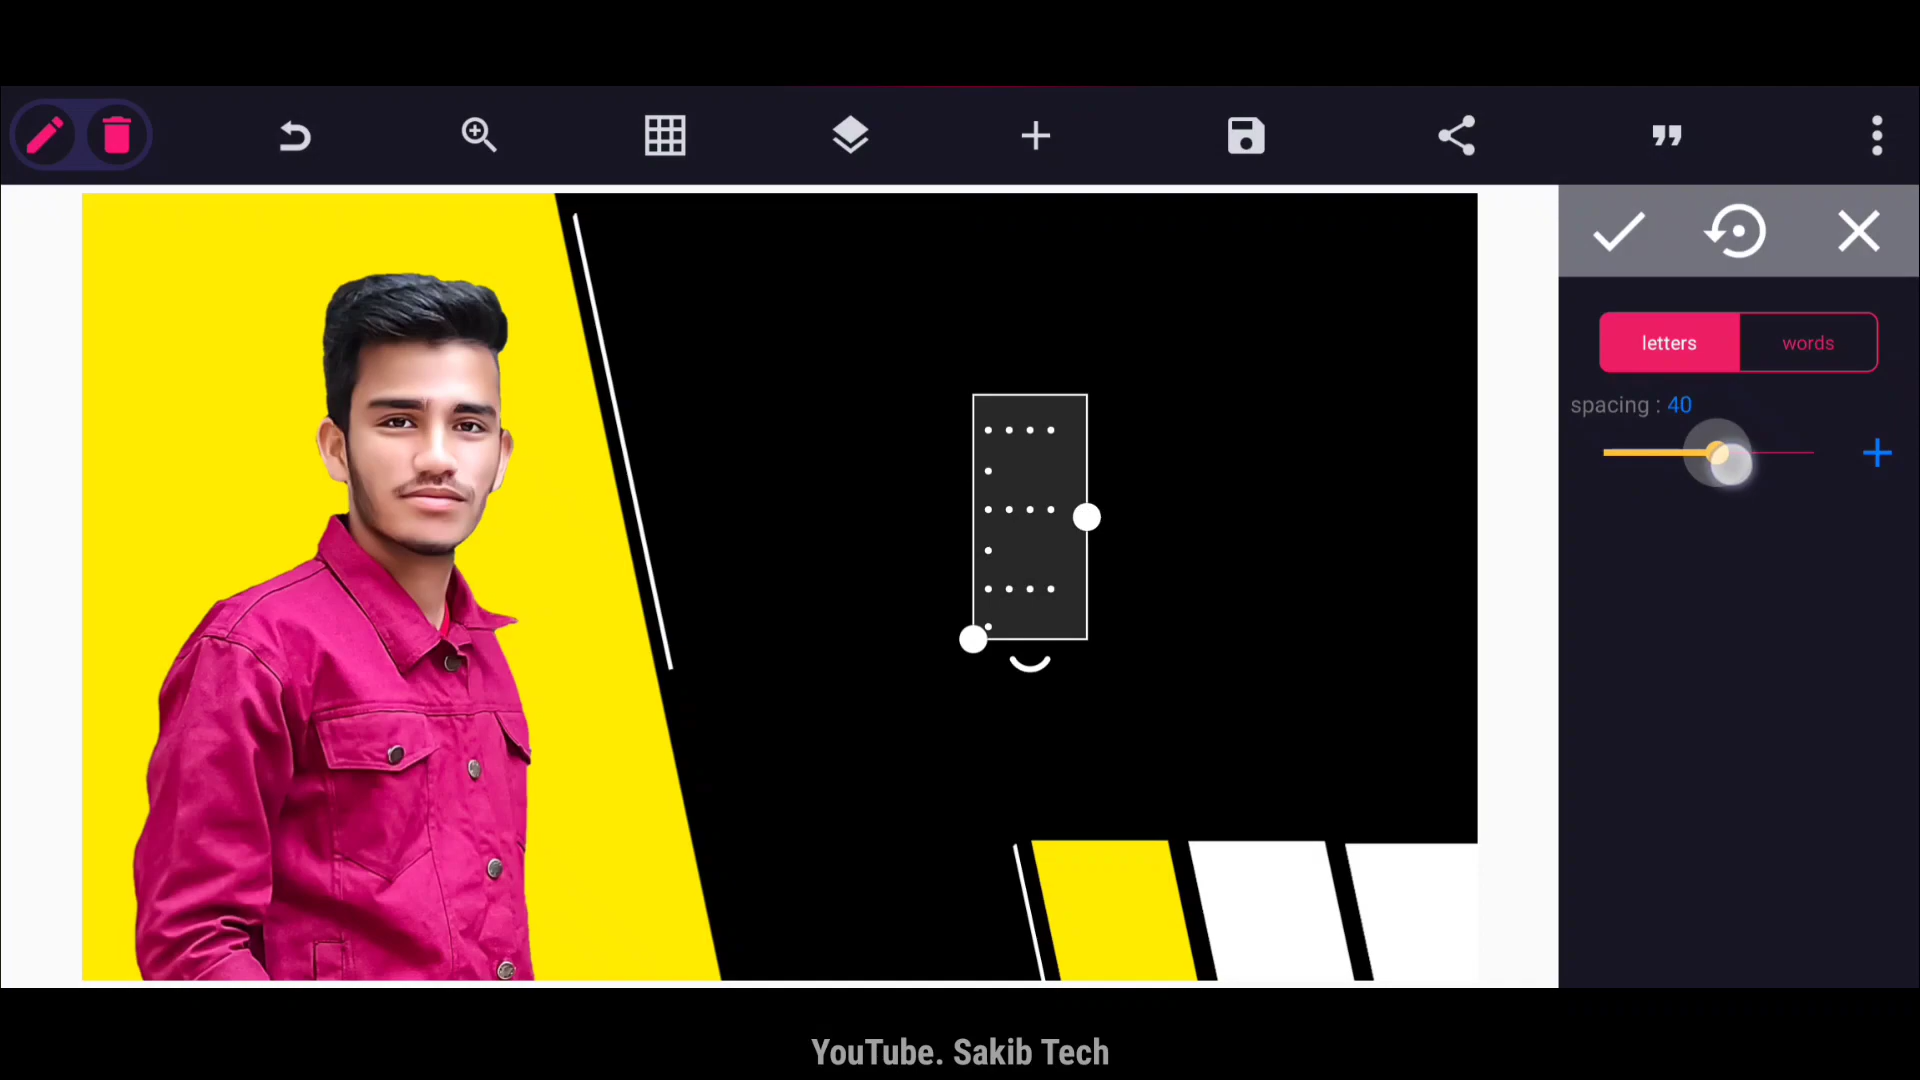 letters
words
spacing : 40
. . . .
.
. . . .
.
. . . .
.
YouTube. Sakib Tech